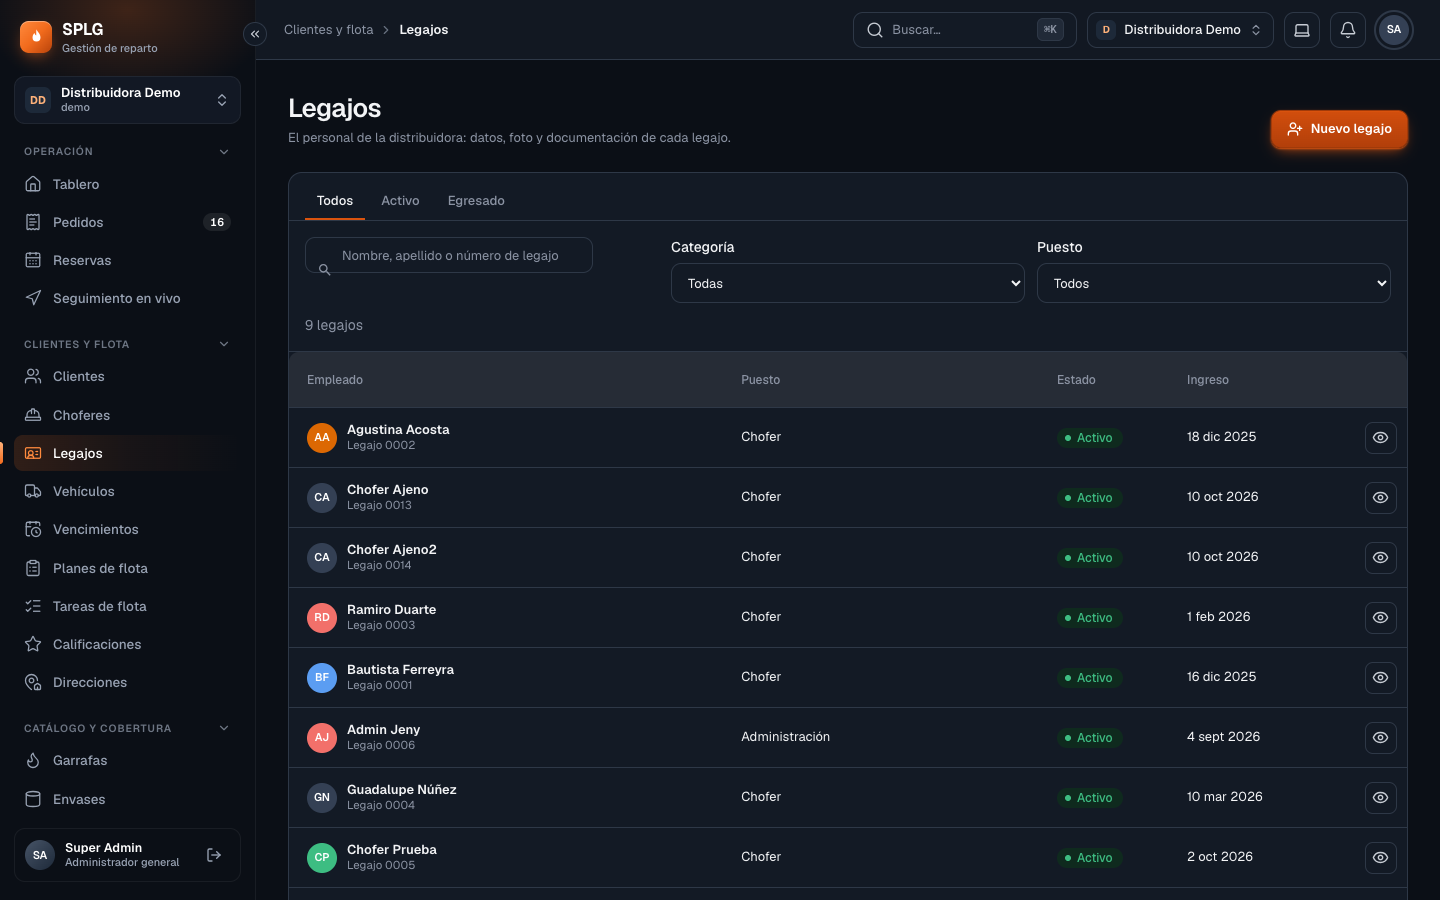 SPLG
Gestión de reparto
DD
Distribuidora Demo
demo
OPERACIÓN
Tablero
Pedidos
16
Reservas
Seguimiento en vivo
CLIENTES Y FLOTA
Clientes
Choferes
Legajos
Vehículos
Vencimientos
Planes de flota
Tareas de flota
Calificaciones
Direcciones
CATÁLOGO Y COBERTURA
Garrafas
Envases
SA
Super Admin
Administrador general
Clientes y flota > Legajos
Buscar...
⌘K
D
Distribuidora Demo
SA
Legajos
El personal de la distribuidora: datos, foto y documentación de cada legajo.
Nuevo legajo
Todos
Activo
Egresado
Nombre, apellido o número de legajo
Categoría
Todas
Puesto
Todos
9 legajos
Empleado Puesto Estado Ingreso
AA
Agustina Acosta
Legajo 0002
Chofer
Activo
18 dic 2025
CA
Chofer Ajeno
Legajo 0013
Chofer
Activo
10 oct 2026
CA
Chofer Ajeno2
Legajo 0014
Chofer
Activo
10 oct 2026
RD
Ramiro Duarte
Legajo 0003
Chofer
Activo
1 feb 2026
BF
Bautista Ferreyra
Legajo 0001
Chofer
Activo
16 dic 2025
AJ
Admin Jeny
Legajo 0006
Administración
Activo
4 sept 2026
GN
Guadalupe Núñez
Legajo 0004
Chofer
Activo
10 mar 2026
CP
Chofer Prueba
Legajo 0005
Chofer
Activo
2 oct 2026